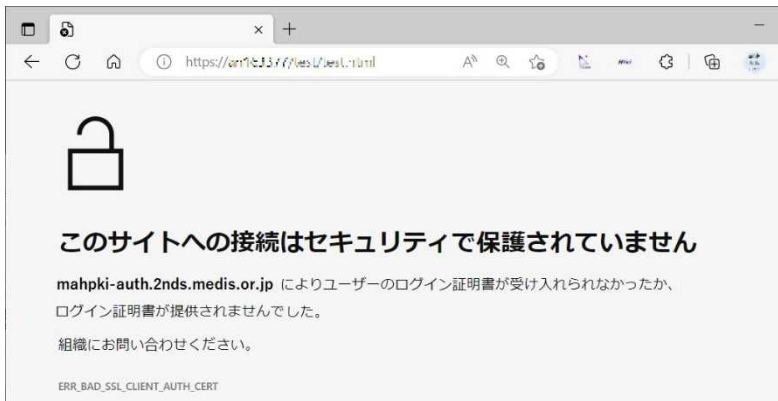 https://
このサイトへの接続はセキュリティで保護されていません
mahpki-auth.2nds.medis.or.jp によりユーザーのログイン証明書が受け入れられなかったか、
ログイン証明書が提供されませんでした。
組織にお問い合わせください。
ERR_BAD_SSL_CLIENT_AUTH_CERT